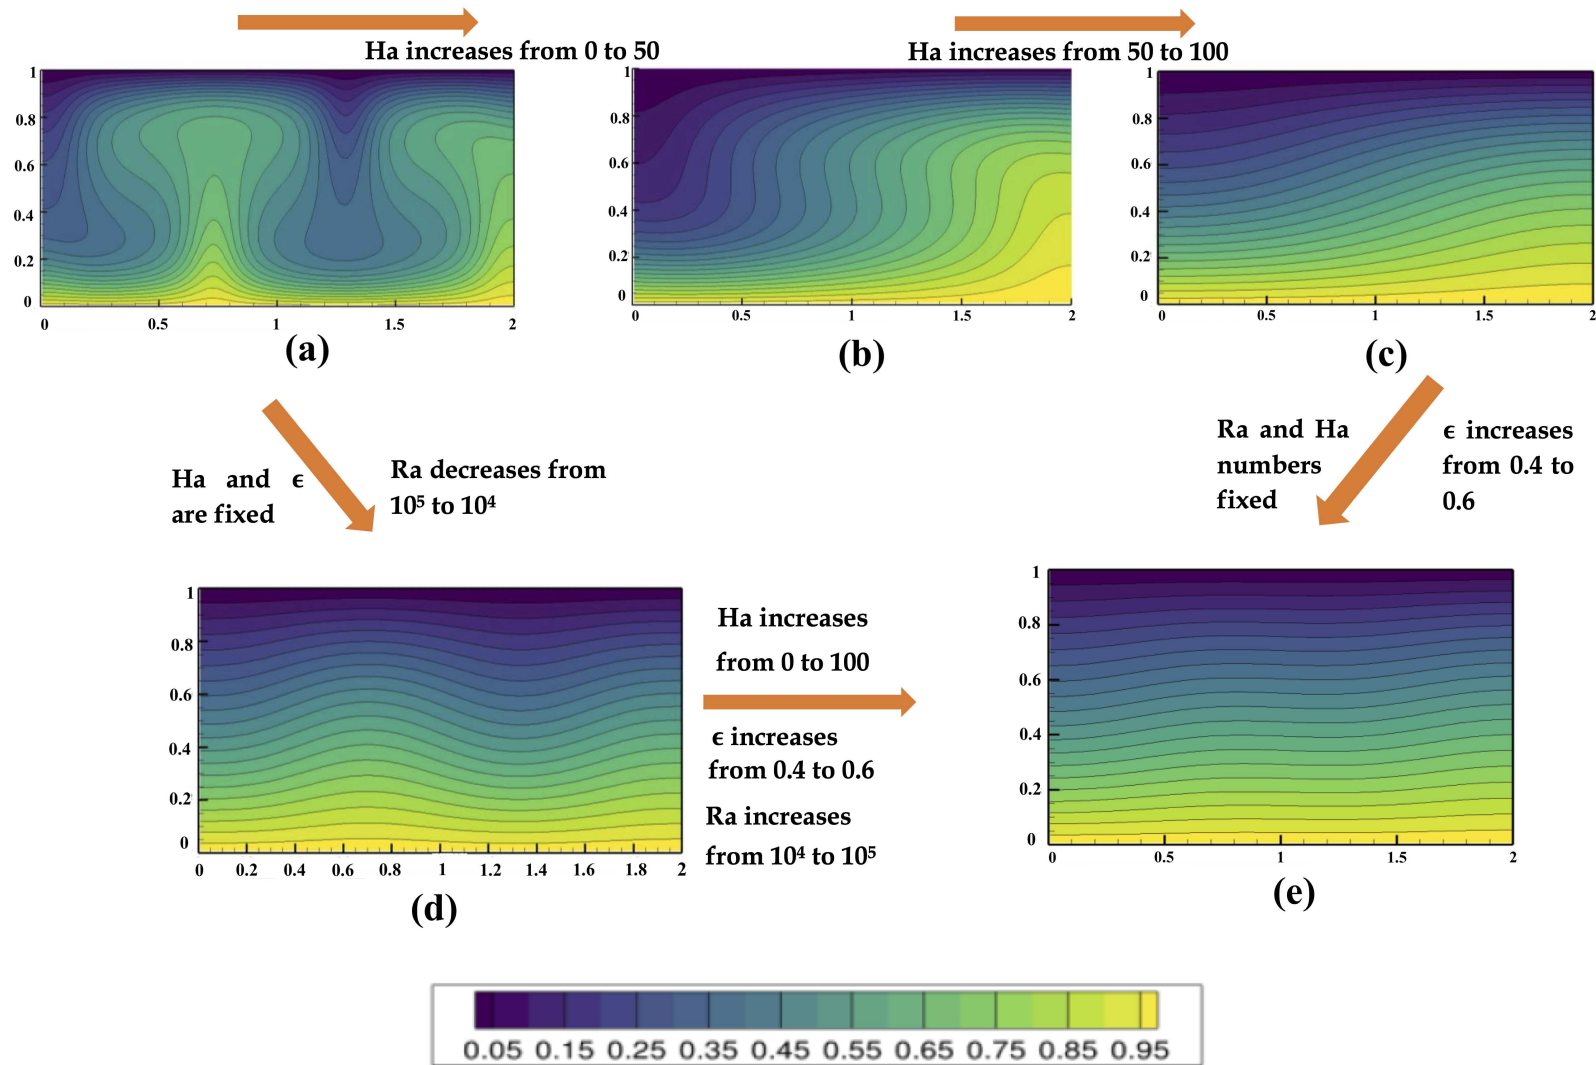 Ha increases from 0 to 50
Ha increases from 50 to 100
1
0.8
0.6
0.4
0.2
0
0
0.5
1
1.5
2
(a)
1
0.8
0.6
0.4
0.2
0
0
0.5
1
1.5
2
(b)
1
0.8
0.6
0.4
0.2
0
0
0.5
1
1.5
2
(c)
Ha and ϵ
are fixed
Ra decreases from
10⁵ to 10⁴
Ra and Ha
numbers
fixed
ϵ increases
from 0.4 to
0.6
1
0.8
0.6
0.4
0.2
0
0 0.2 0.4 0.6 0.8 1 1.2 1.4 1.6 1.8 2
(d)
Ha increases
from 0 to 100
ϵ increases
from 0.4 to 0.6
Ra increases
from 10⁴ to 10⁵
1
0.8
0.6
0.4
0.2
0
0
0.5
1
1.5
2
(e)
0.05 0.15 0.25 0.35 0.45 0.55 0.65 0.75 0.85 0.95